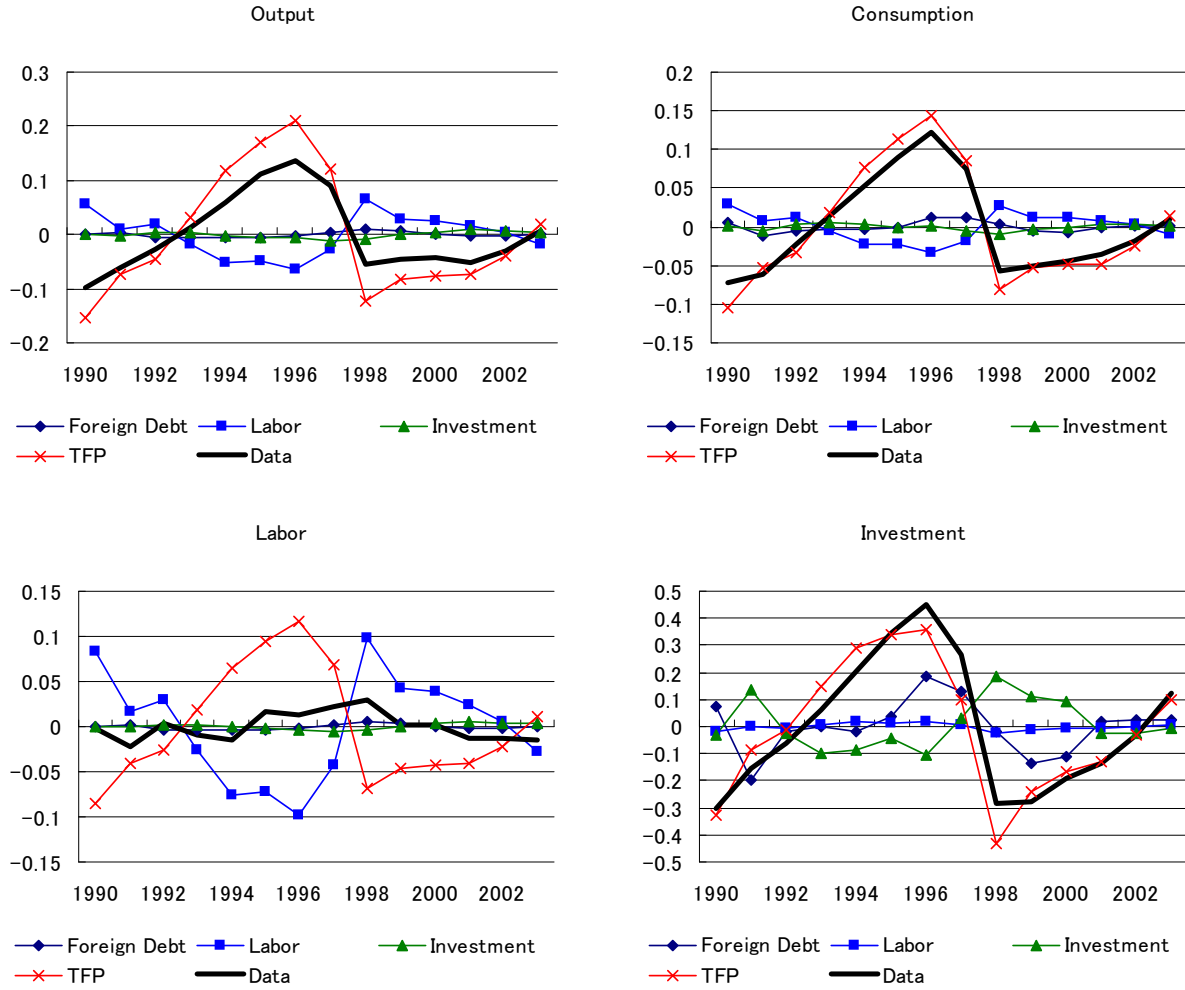 Output
0.3
0.2
0.1
0
-0.1
-0.2
1990 1992 1994 1996 1998 2000 2002
Foreign Debt Labor Investment
TFP Data
Consumption
0.2
0.15
0.1
0.05
0
-0.05
-0.1
-0.15
1990 1992 1994 1996 1998 2000 2002
Foreign Debt Labor Investment
TFP Data
Labor
0.15
0.1
0.05
0
-0.05
-0.1
-0.15
1990 1992 1994 1996 1998 2000 2002
Foreign Debt Labor Investment
TFP Data
Investment
0.5
0.4
0.3
0.2
0.1
0
-0.1
-0.2
-0.3
-0.4
-0.5
1990 1992 1994 1996 1998 2000 2002
Foreign Debt Labor Investment
TFP Data